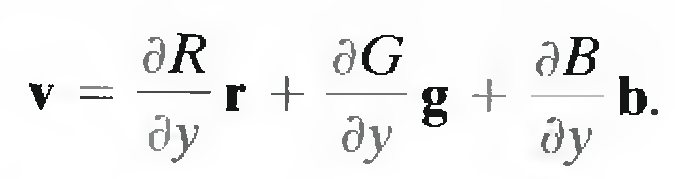 v = ∂R/∂y r + ∂G/∂y g + ∂B/∂y b.